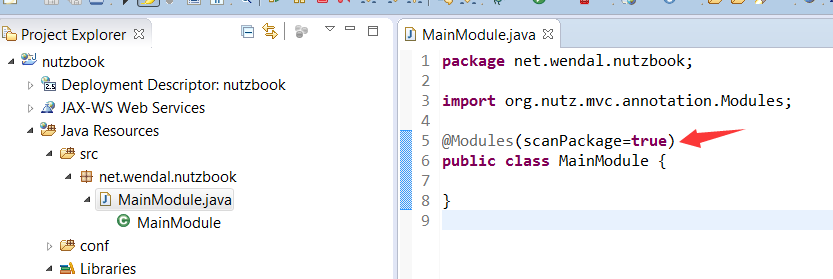 Project Explorer
nutzbook
Deployment Descriptor: nutzbook
JAX-WS Web Services
Java Resources
src
net.wendal.nutzbook
MainModule.java
MainModule
conf
Libraries
MainModule.java
1 package net.wendal.nutzbook;
2
3 import org.nutz.mvc.annotation.Modules;
4
5 @Modules(scanPackage=true)
6 public class MainModule {
7
8 }
9